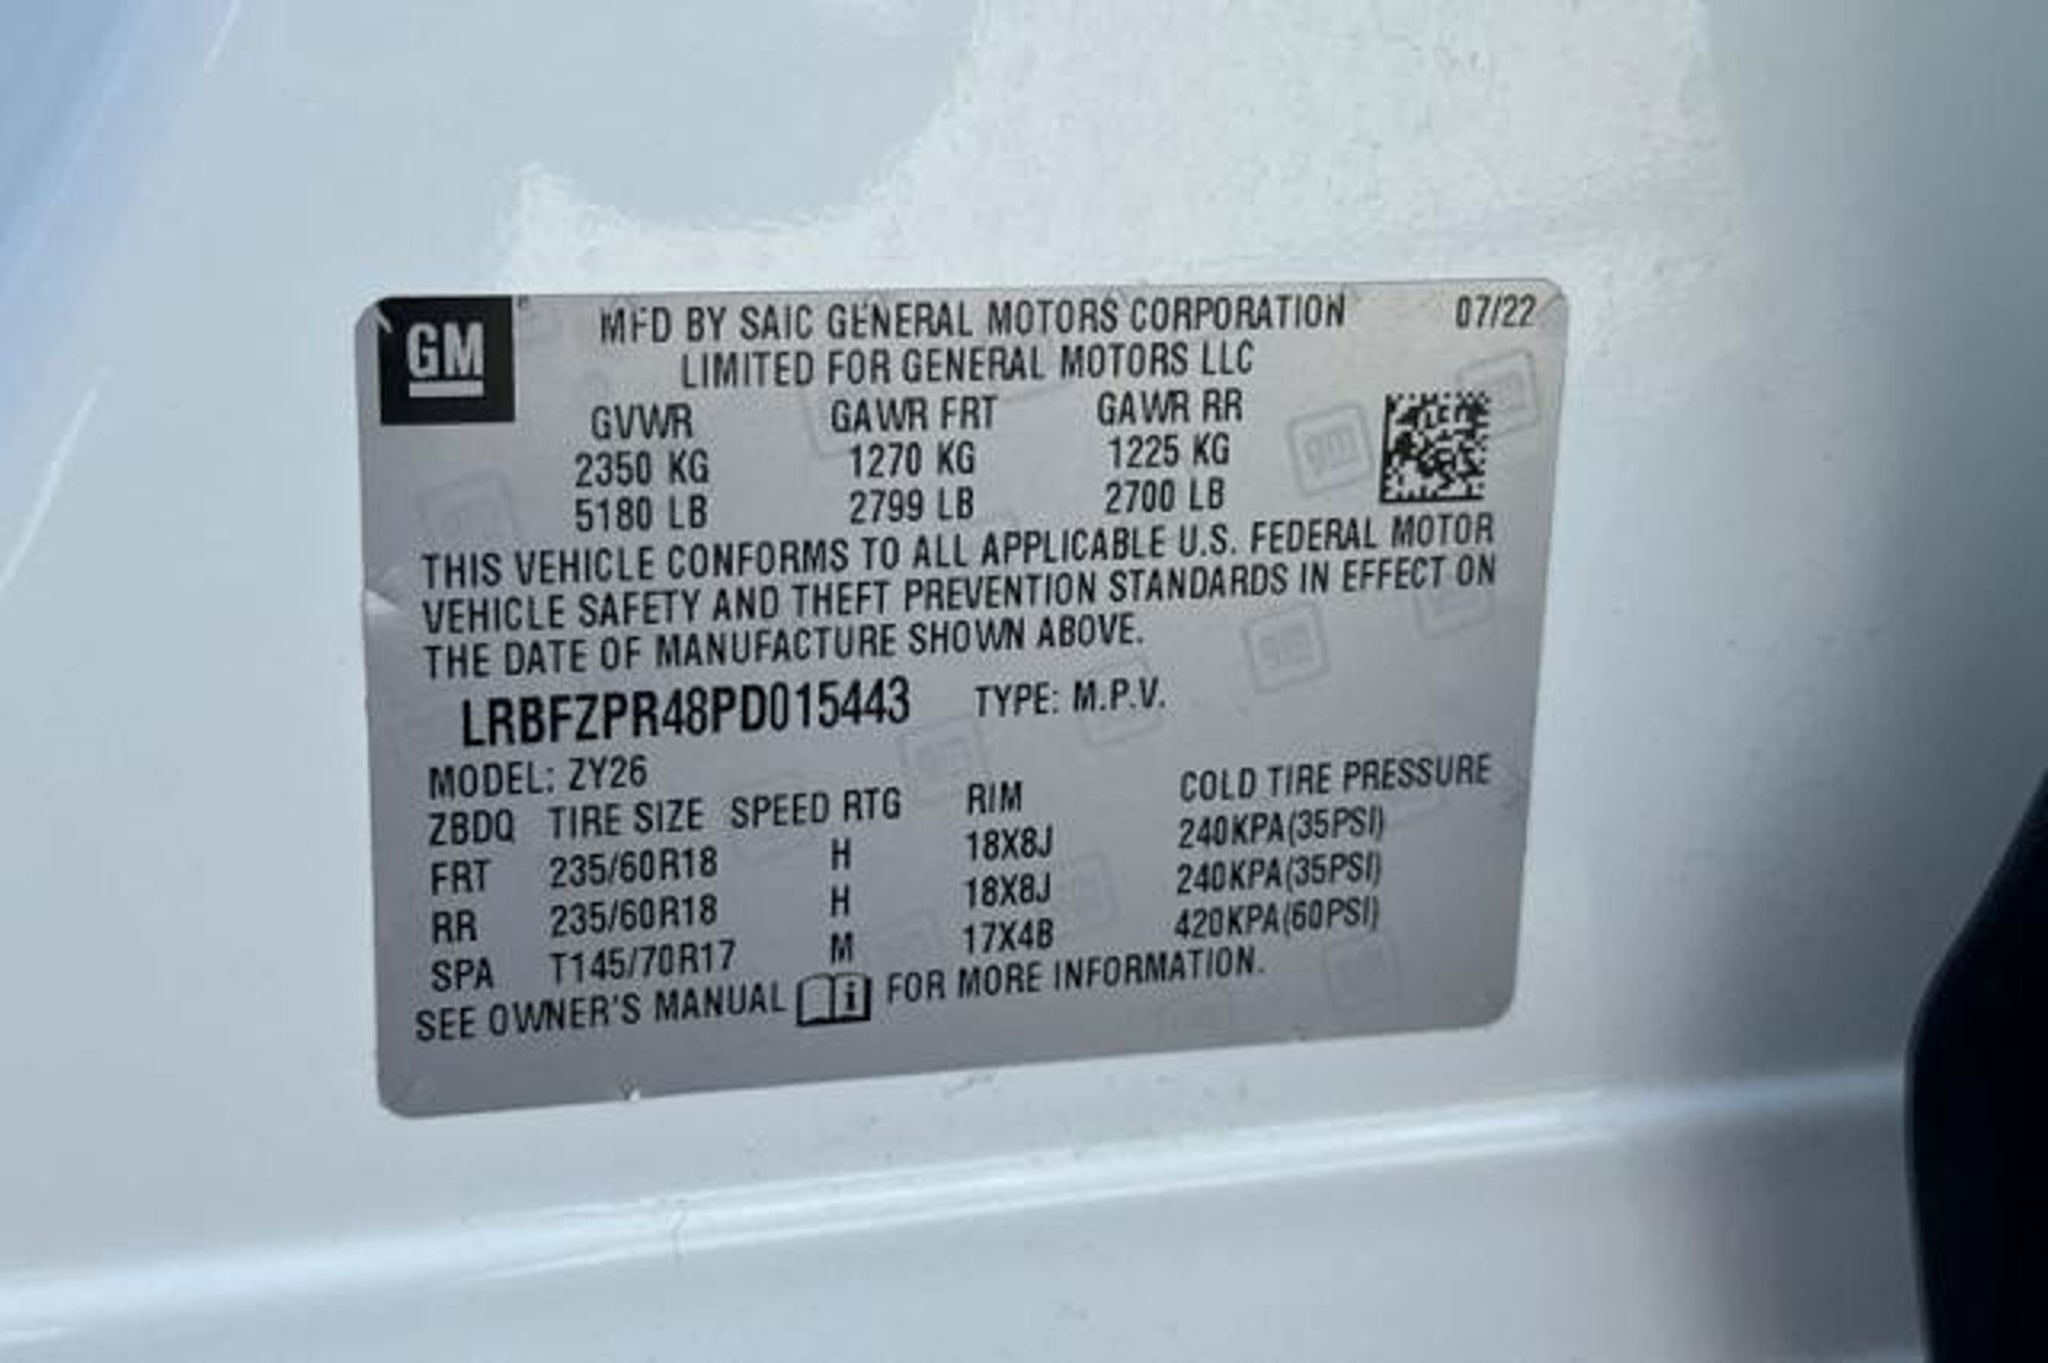 GM
MFD BY SAIC GENERAL MOTORS CORPORATION 07/22
LIMITED FOR GENERAL MOTORS LLC
GVWR GAWR FRT GAWR RR
2350 KG 1270 KG 1225 KG
5180 LB 2799 LB 2700 LB
THIS VEHICLE CONFORMS TO ALL APPLICABLE U.S. FEDERAL MOTOR
VEHICLE SAFETY AND THEFT PREVENTION STANDARDS IN EFFECT ON
THE DATE OF MANUFACTURE SHOWN ABOVE.
LRBFZPR48PD015443 TYPE: M.P.V.
MODEL: ZY26
ZBDQ TIRE SIZE SPEED RTG RIM COLD TIRE PRESSURE
FRT 235/60R18 H 18X8J 240KPA(35PSI)
RR 235/60R18 H 18X8J 240KPA(35PSI)
SPA T145/70R17 M 17X4B 420KPA(60PSI)
SEE OWNER'S MANUAL i FOR MORE INFORMATION.